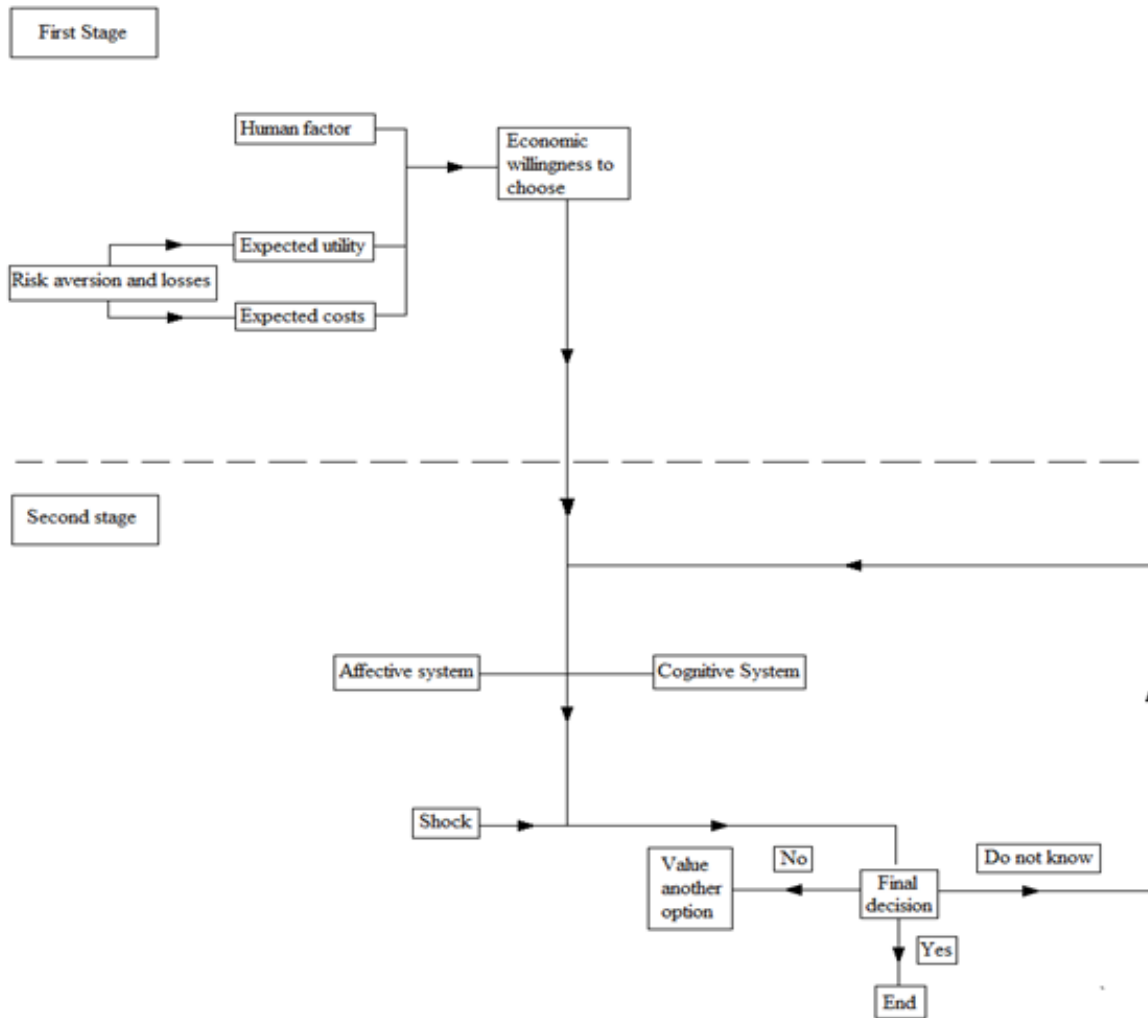 First Stage
Human factor
Economic
willingness to
choose
Expected utility
Risk aversion and losses
Expected costs
Second stage
Affective system
Cognitive System
Shock
Value
another
option
No
Final
decision
Do not know
Yes
End